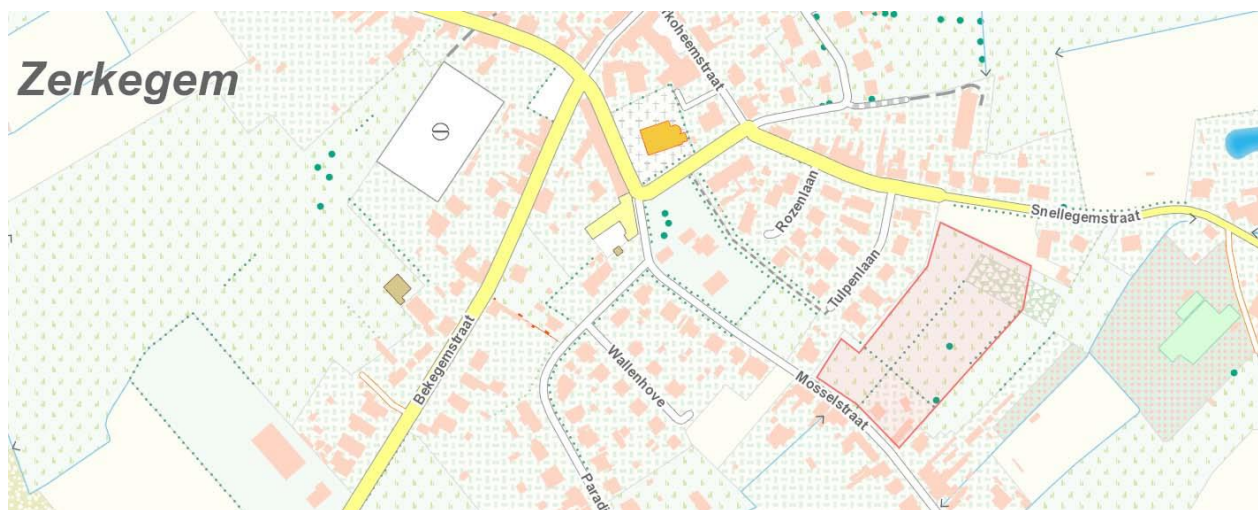 Zerkegem
Rozenlaan
Snellegemstraat
Tulpenlaan
Bekegemstraat
Wallenhove
Mosselstraat